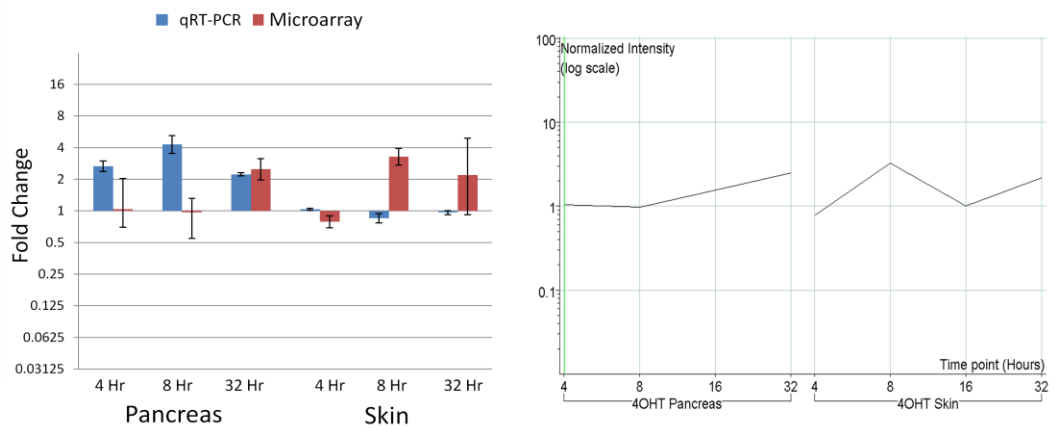 qRT-PCR Microarray
Fold Change
16
8
4
2
1
0.5
0.25
0.125
0.0625
0.03125
4 Hr 8 Hr 32 Hr 4 Hr 8 Hr 32 Hr
Pancreas Skin
100
10
1
0.1
Normalized Intensity
(log scale)
Time point (Hours)
4 8 16 32 4 8 16 32
4OHT Pancreas 4OHT Skin